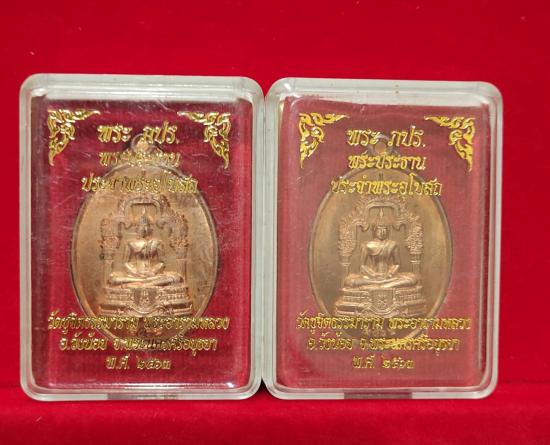 พระ ภปร.
พระประธาน
ประจำพระอุโบสถ
วัดชูจิตธรรมาราม พระอารามหลวง
อ.วังน้อย จ.พระนครศรีอยุธยา
พ.ศ. ๒๕๖๓
พระ ภปร.
พระประธาน
ประจำพระอุโบสถ
วัดชูจิตธรรมาราม พระอารามหลวง
อ.วังน้อย จ.พระนครศรีอยุธยา
พ.ศ. ๒๕๖๓